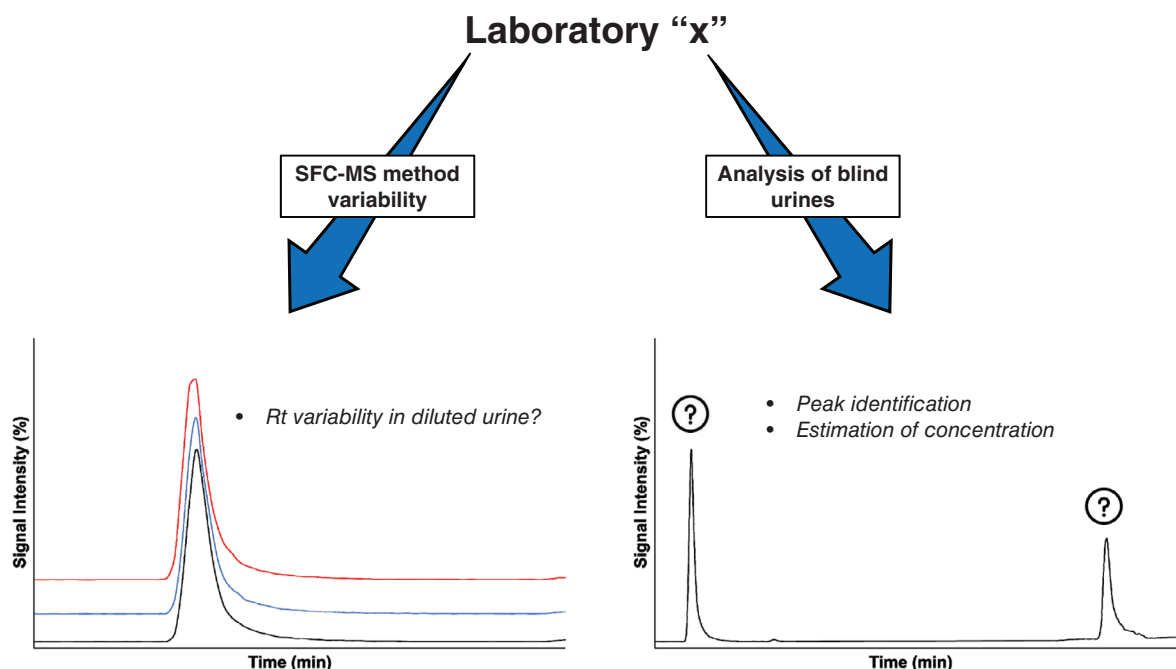 Laboratory “x”
SFC-MS method
variability
Analysis of blind
urines
• Rt variability in diluted urine?
Signal Intensity (%)
Time (min)
?
• Peak identification
• Estimation of concentration
?
Signal Intensity (%)
Time (min)